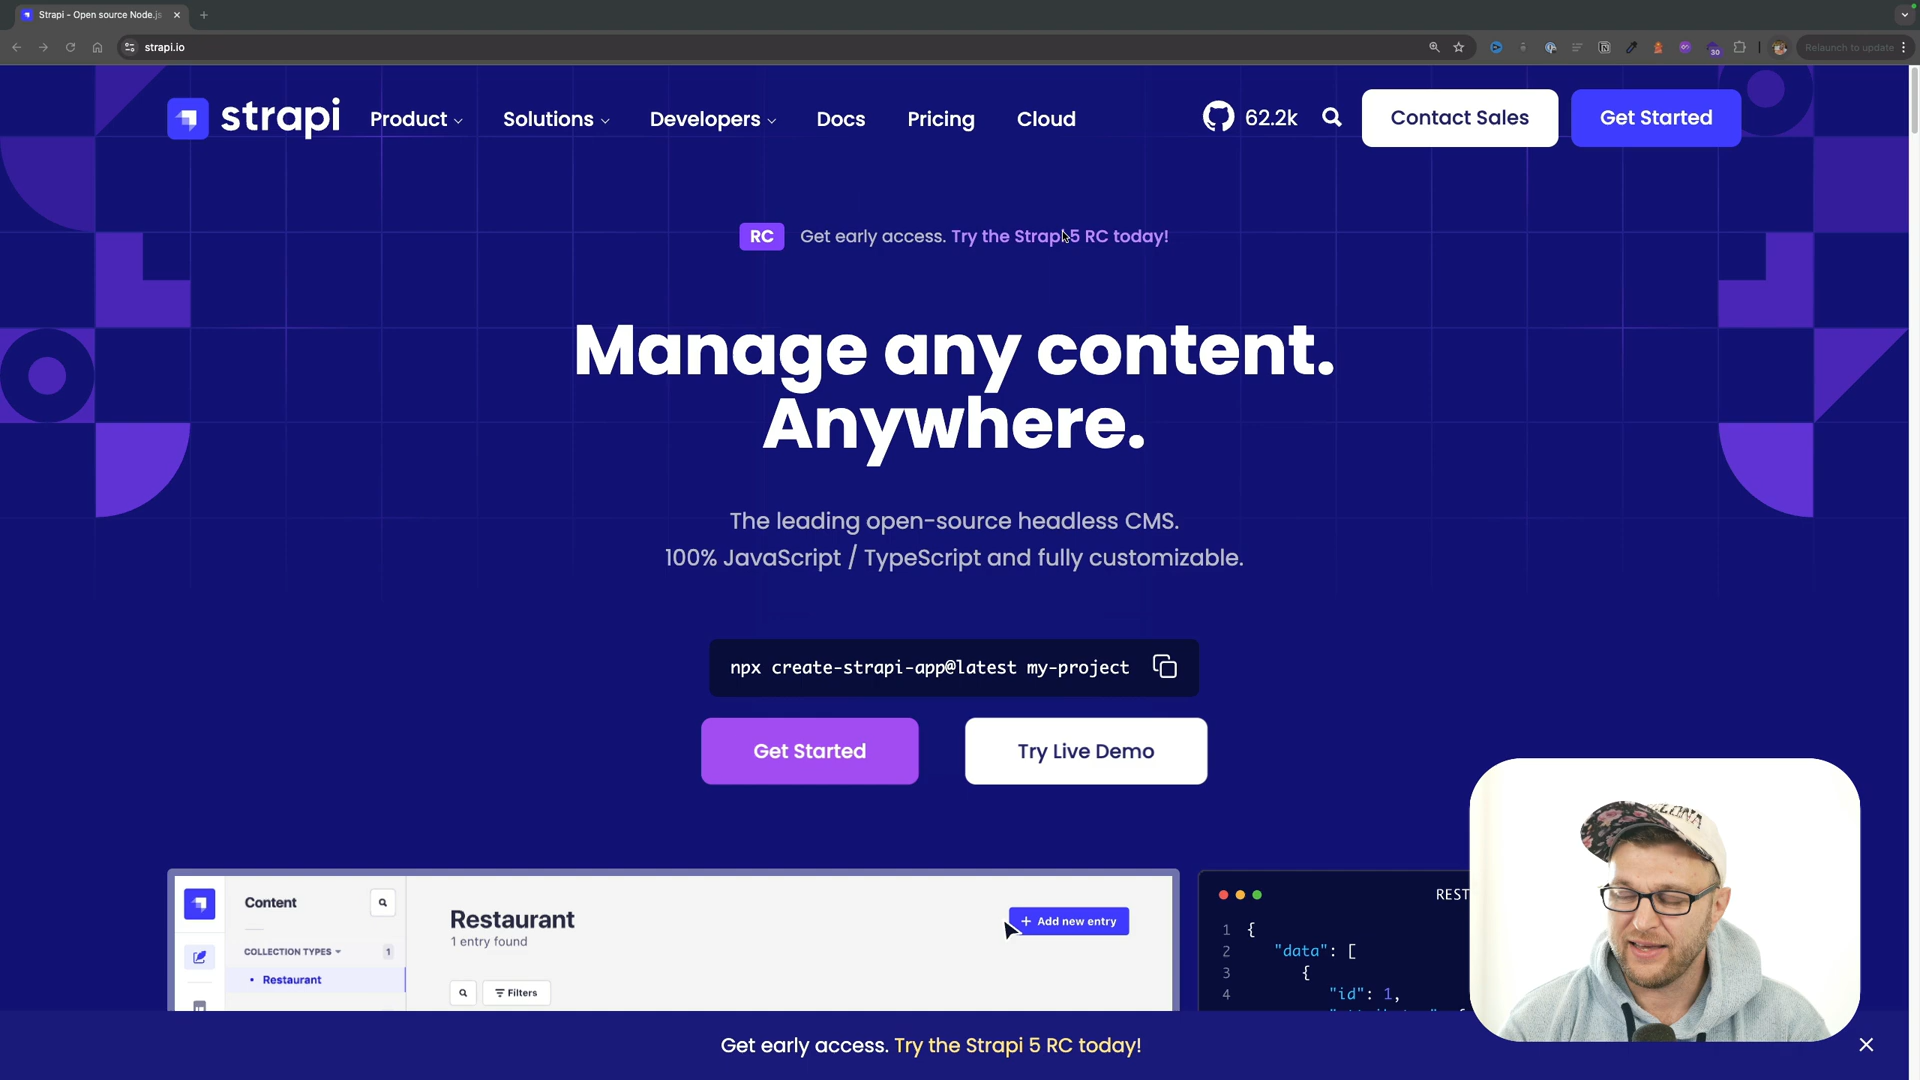 Strapi - Open source Node.js
strapi.io
30
Relaunch to update
strapi
Product
Solutions
Developers
Docs
Pricing
Cloud
62.2k
Contact Sales
Get Started
RC
Get early access. Try the Strapi 5 RC today!
Manage any content.
Anywhere.
The leading open-source headless CMS.
100% JavaScript / TypeScript and fully customizable.
npx create-strapi-app@latest my-project
Get Started
Try Live Demo
Content
COLLECTION TYPES
1
• Restaurant
Restaurant
1 entry found
+ Add new entry
Filters
REST
1 {
2 "data": [
3 {
4 "id": 1,
Get early access. Try the Strapi 5 RC today!